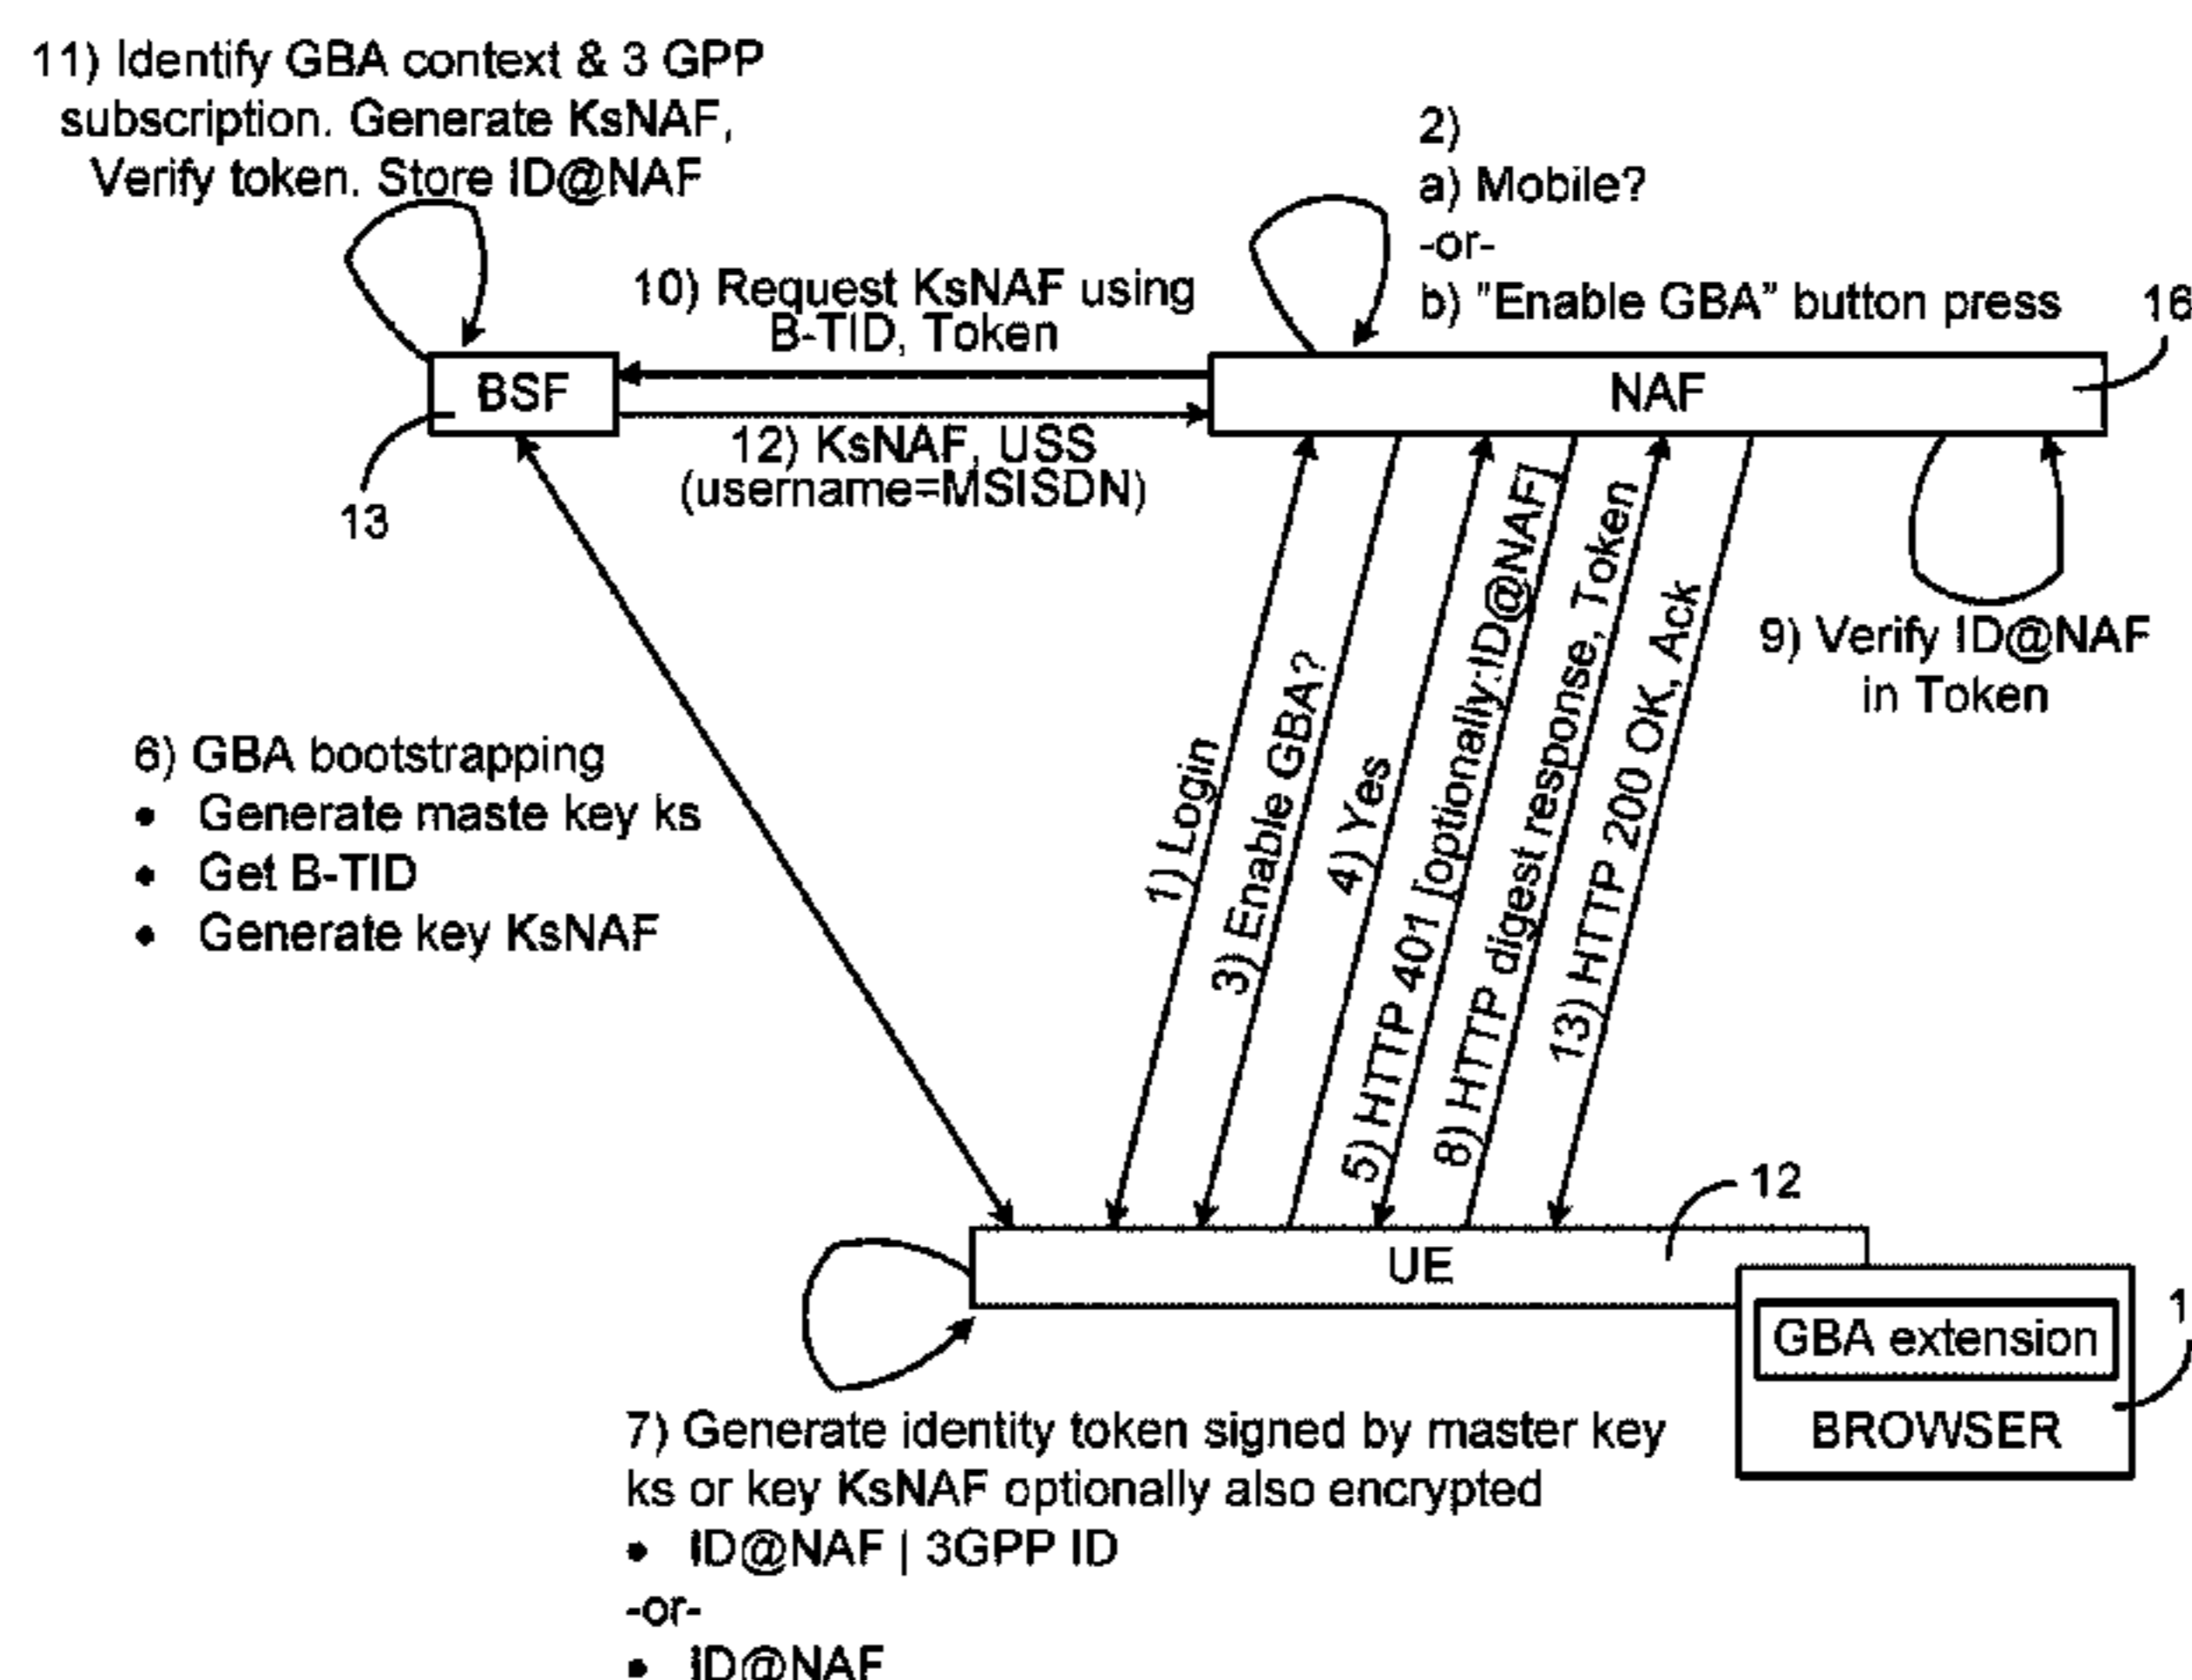 11) Identify GBA context & 3 GPP
subscription. Generate KsNAF,
Verify token. Store ID@NAF
2)
a) Mobile?
-or-
b) "Enable GBA" button press
16
10) Request KsNAF using
B-TID, Token
BSF
NAF
12) KsNAF, USS
(username=MSISDN)
13
9) Verify ID@NAF
in Token
6) GBA bootstrapping
• Generate maste key ks
• Get B-TID
• Generate key KsNAF
1) Login
3) Enable GBA?
4) Yes
5) HTTP 401 [optionally:ID@NAF]
8) HTTP digest response, Token
13) HTTP 200 OK, Ack
12
UE
GBA extension
BROWSER
1
7) Generate identity token signed by master key
ks or key KsNAF optionally also encrypted
• ID@NAF | 3GPP ID
-or-
• ID@NAF